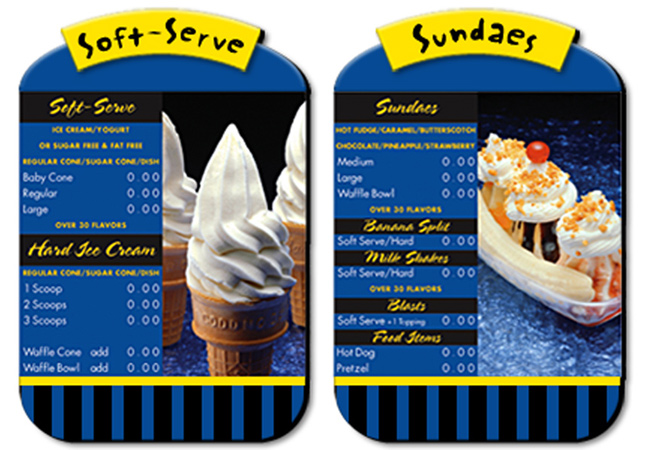 Soft-Serve
Soft-Serve
ICE CREAM/YOGURT
OR SUGAR FREE & FAT FREE
REGULAR CONE/SUGAR CONE/DISH
Baby Cone 0.00
Regular 0.00
Large 0.00
OVER 30 FLAVORS
Hard Ice Cream
REGULAR CONE/SUGAR CONE/DISH
1 Scoop 0.00
2 Scoops 0.00
3 Scoops 0.00
Waffle Cone add 0.00
Waffle Bowl add 0.00
Sundaes
Sundaes
HOT FUDGE/CARAMEL/BUTTERSCOTCH
CHOCOLATE/PINEAPPLE/STRAWBERRY
Medium 0.00
Large 0.00
Waffle Bowl 0.00
OVER 30 FLAVORS
Banana Split
Soft Serve/Hard 0.00
Milk Shakes
Soft Serve/Hard 0.00
OVER 30 FLAVORS
Blasts
Soft Serve +1 Topping 0.00
Food Items
Hot Dog 0.00
Pretzel 0.00